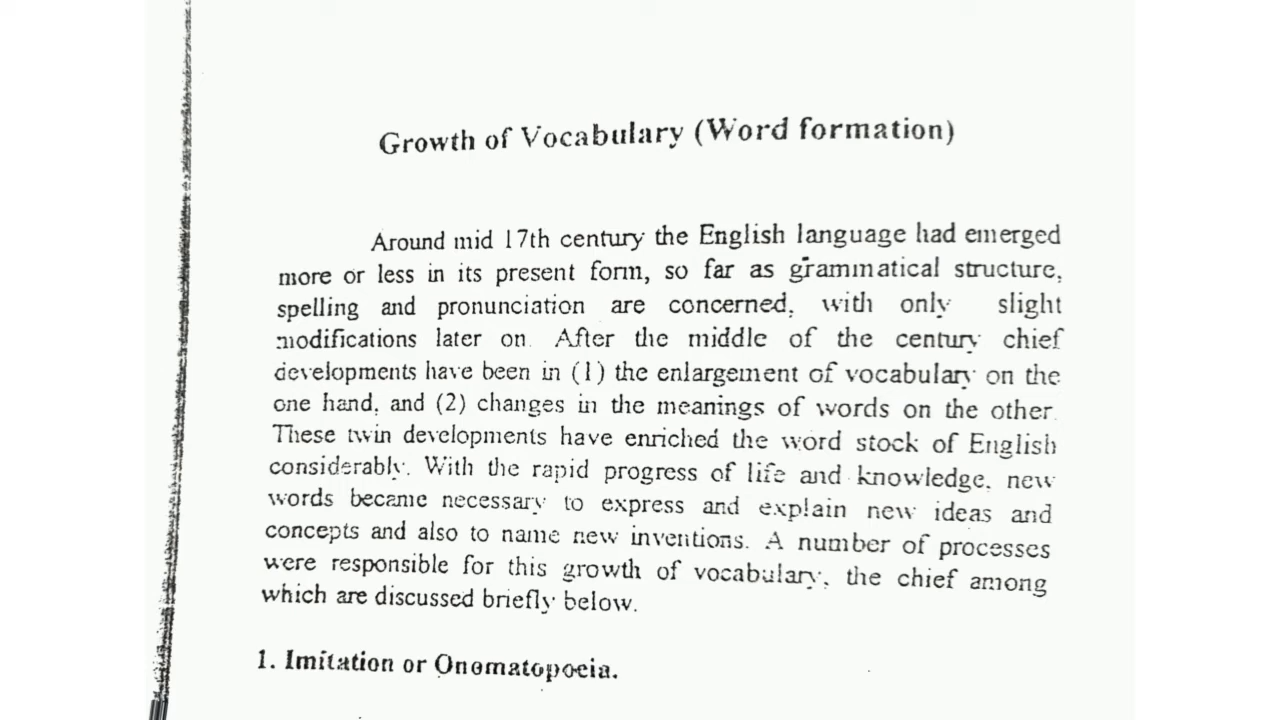 Growth of Vocabulary (Word formation)
Around mid 17th century the English language had emerged
more or less in its present form, so far as grammatical structure,
spelling and pronunciation are concerned, with only slight
modifications later on. After the middle of the century chief
developments have been in (1) the enlargement of vocabulary on the
one hand, and (2) changes in the meanings of words on the other.
These twin developments have enriched the word stock of English
considerably. With the rapid progress of life and knowledge, new
words became necessary to express and explain new ideas and
concepts and also to name new inventions. A number of processes
were responsible for this growth of vocabulary, the chief among
which are discussed briefly below.
1. Imitation or Onomatopoeia.